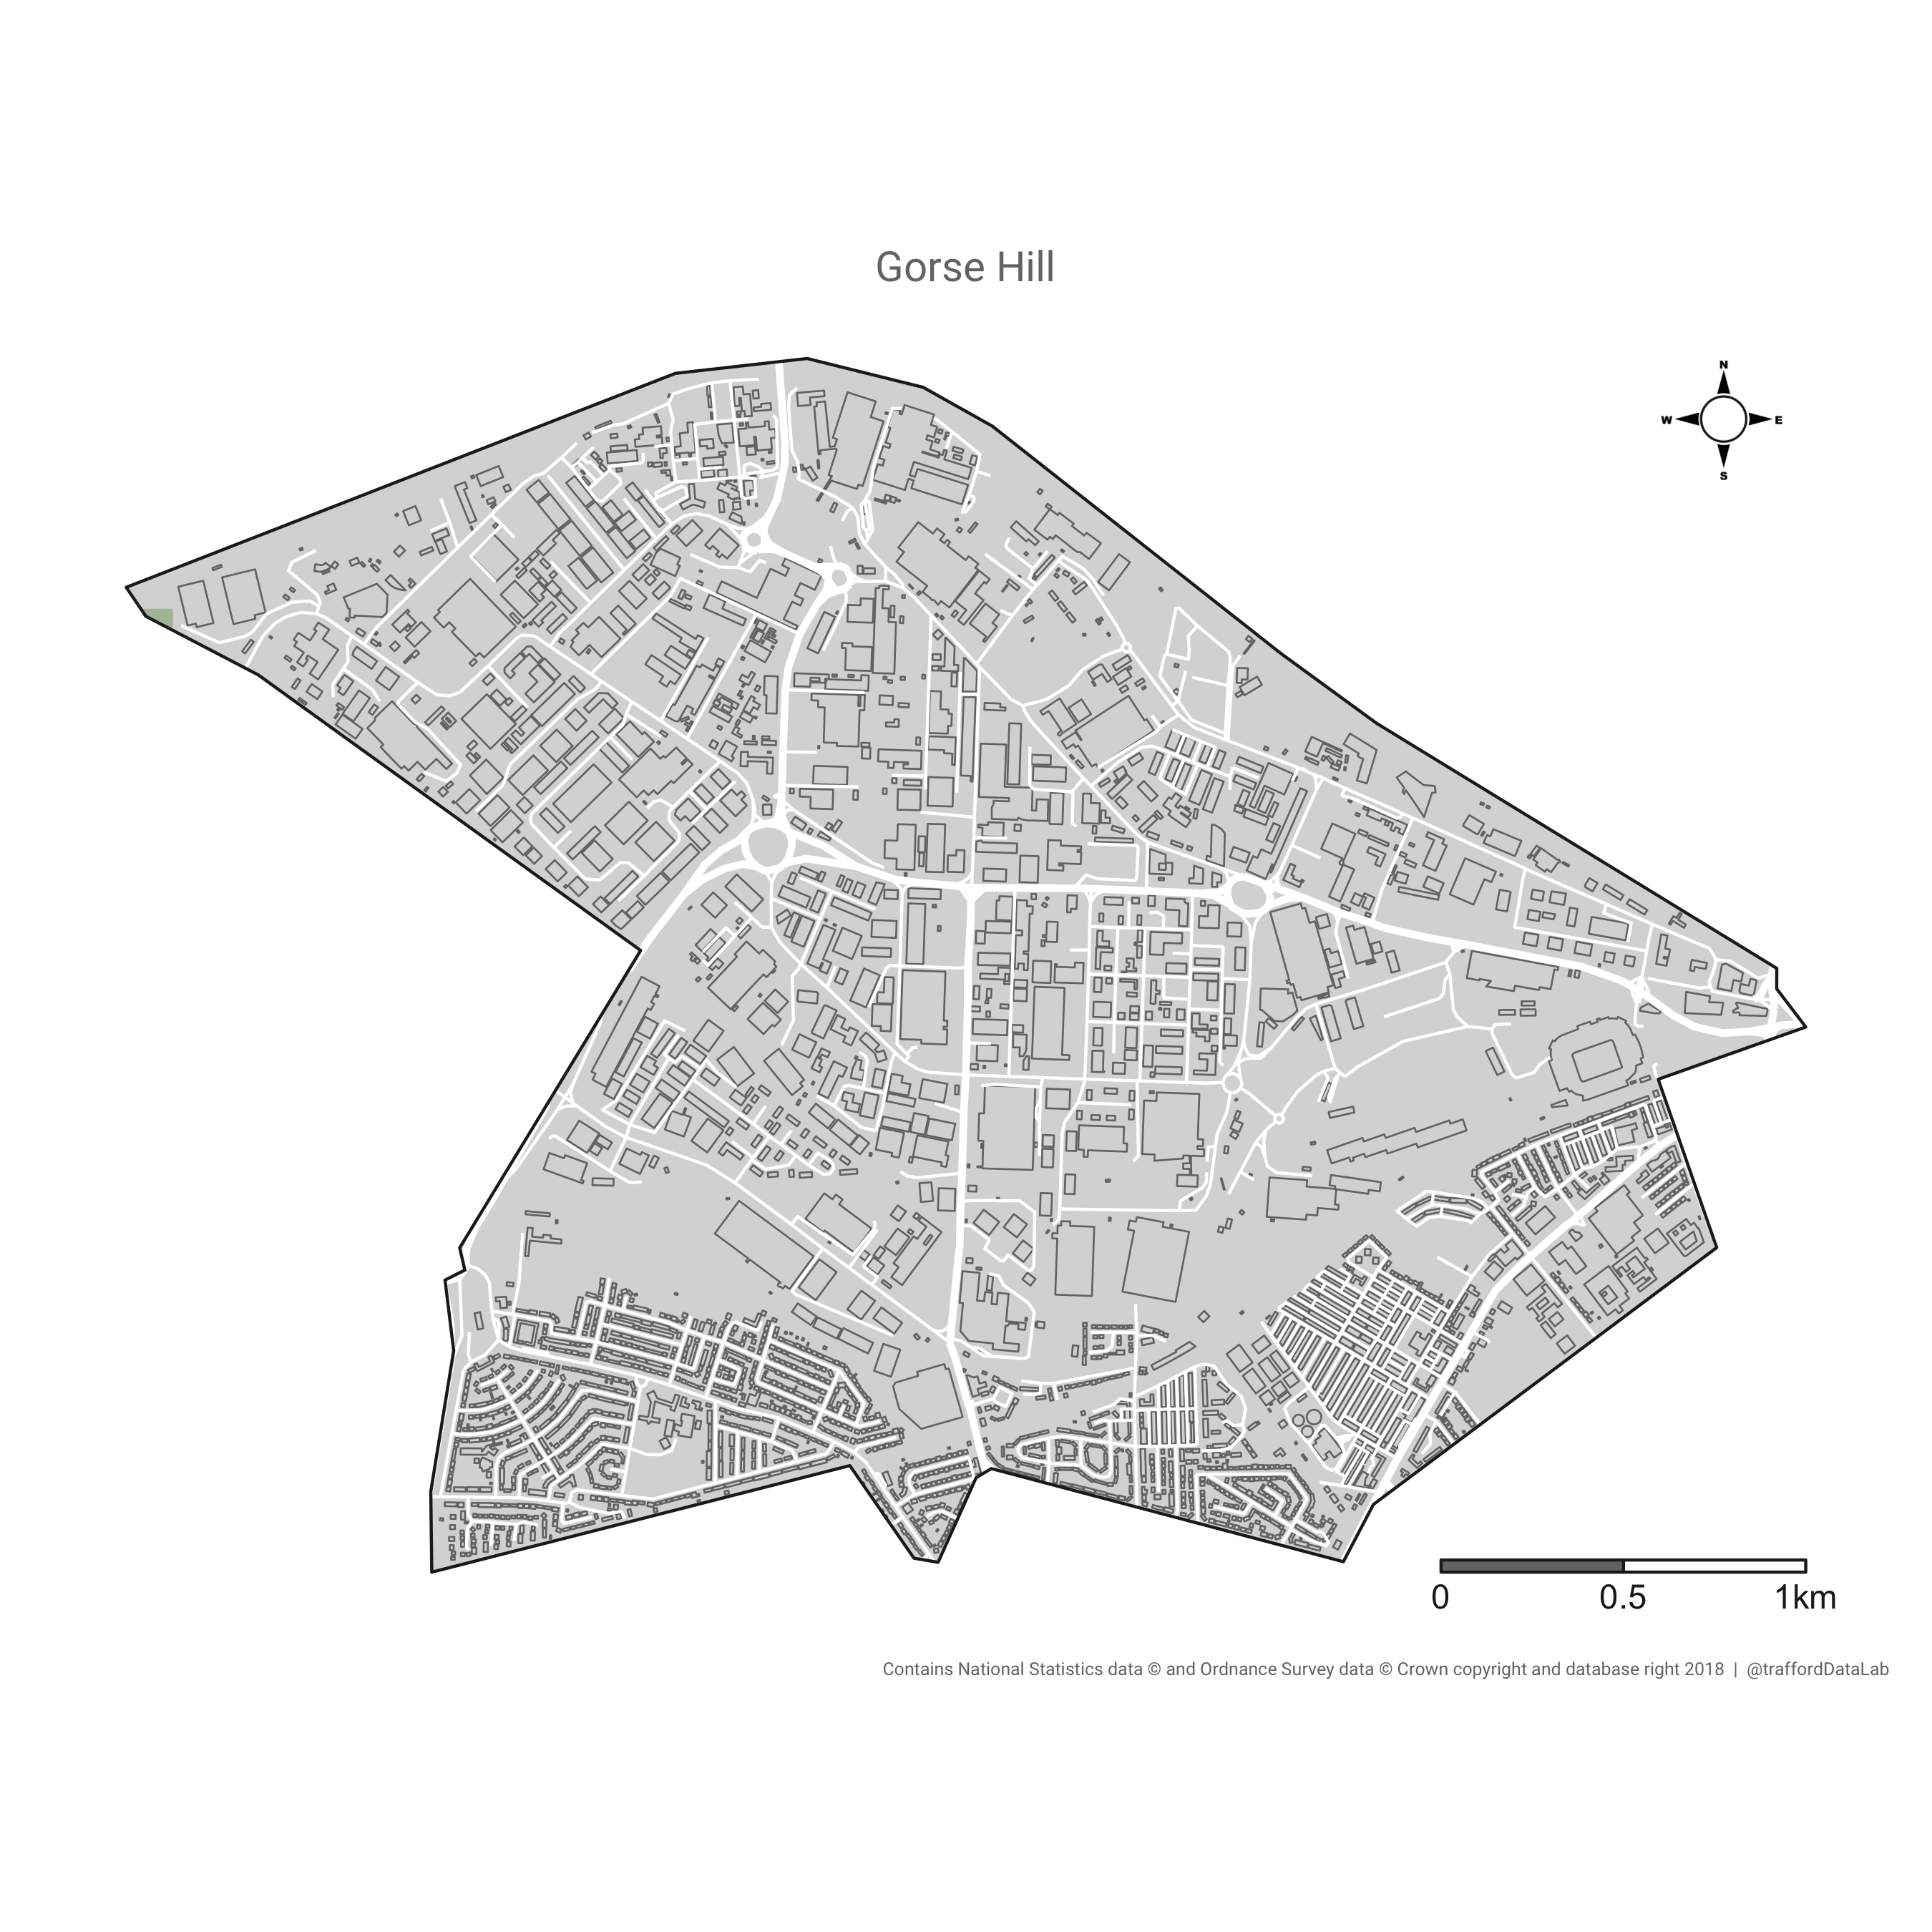 Gorse Hill
N
W E
S
0 0.5 1km
Contains National Statistics data © and Ordnance Survey data © Crown copyright and database right 2018 | @traffordDataLab